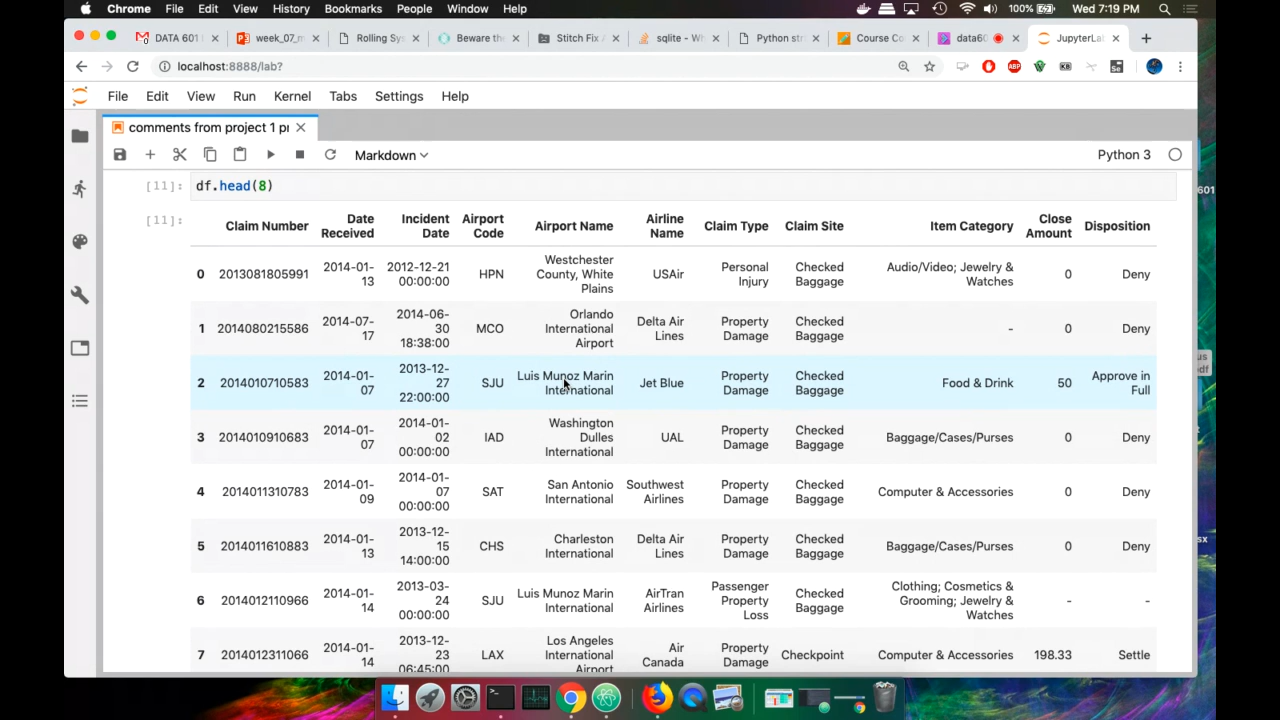 Chrome File Edit View History Bookmarks People Window Help 100% Wed 7:19 PM
DATA 601 week_07_m Rolling Sys Beware the Stitch Fix sqlite - Wh Python str Course Co data60 JupyterLa
localhost:8888/lab?
File Edit View Run Kernel Tabs Settings Help
comments from project 1 pr
Markdown Python 3
[11]: df.head(8)
[11]:
Claim Number Date Received Incident Date Airport Code Airport Name Airline Name Claim Type Claim Site Item Category Close Amount Disposition
0 2013081805991 2014-01-13 2012-12-21 00:00:00 HPN Westchester County, White Plains USAir Personal Injury Checked Baggage Audio/Video; Jewelry & Watches 0 Deny
1 2014080215586 2014-07-17 2014-06-30 18:38:00 MCO Orlando International Airport Delta Air Lines Property Damage Checked Baggage - 0 Deny
2 2014010710583 2014-01-07 2013-12-27 22:00:00 SJU Luis Munoz Marin International Jet Blue Property Damage Checked Baggage Food & Drink 50 Approve in Full
3 2014010910683 2014-01-07 2014-01-02 00:00:00 IAD Washington Dulles International UAL Property Damage Checked Baggage Baggage/Cases/Purses 0 Deny
4 2014011310783 2014-01-09 2014-01-07 00:00:00 SAT San Antonio International Southwest Airlines Property Damage Checked Baggage Computer & Accessories 0 Deny
5 2014011610883 2014-01-13 2013-12-15 14:00:00 CHS Charleston International Delta Air Lines Property Damage Checked Baggage Baggage/Cases/Purses 0 Deny
6 2014012110966 2014-01-14 2013-03-24 00:00:00 SJU Luis Munoz Marin International AirTran Airlines Passenger Property Loss Checked Baggage Clothing; Cosmetics & Grooming; Jewelry & Watches - -
7 2014012311066 2014-01-14 2013-12-23 06:45:00 LAX Los Angeles International Airport Air Canada Property Damage Checkpoint Computer & Accessories 198.33 Settle